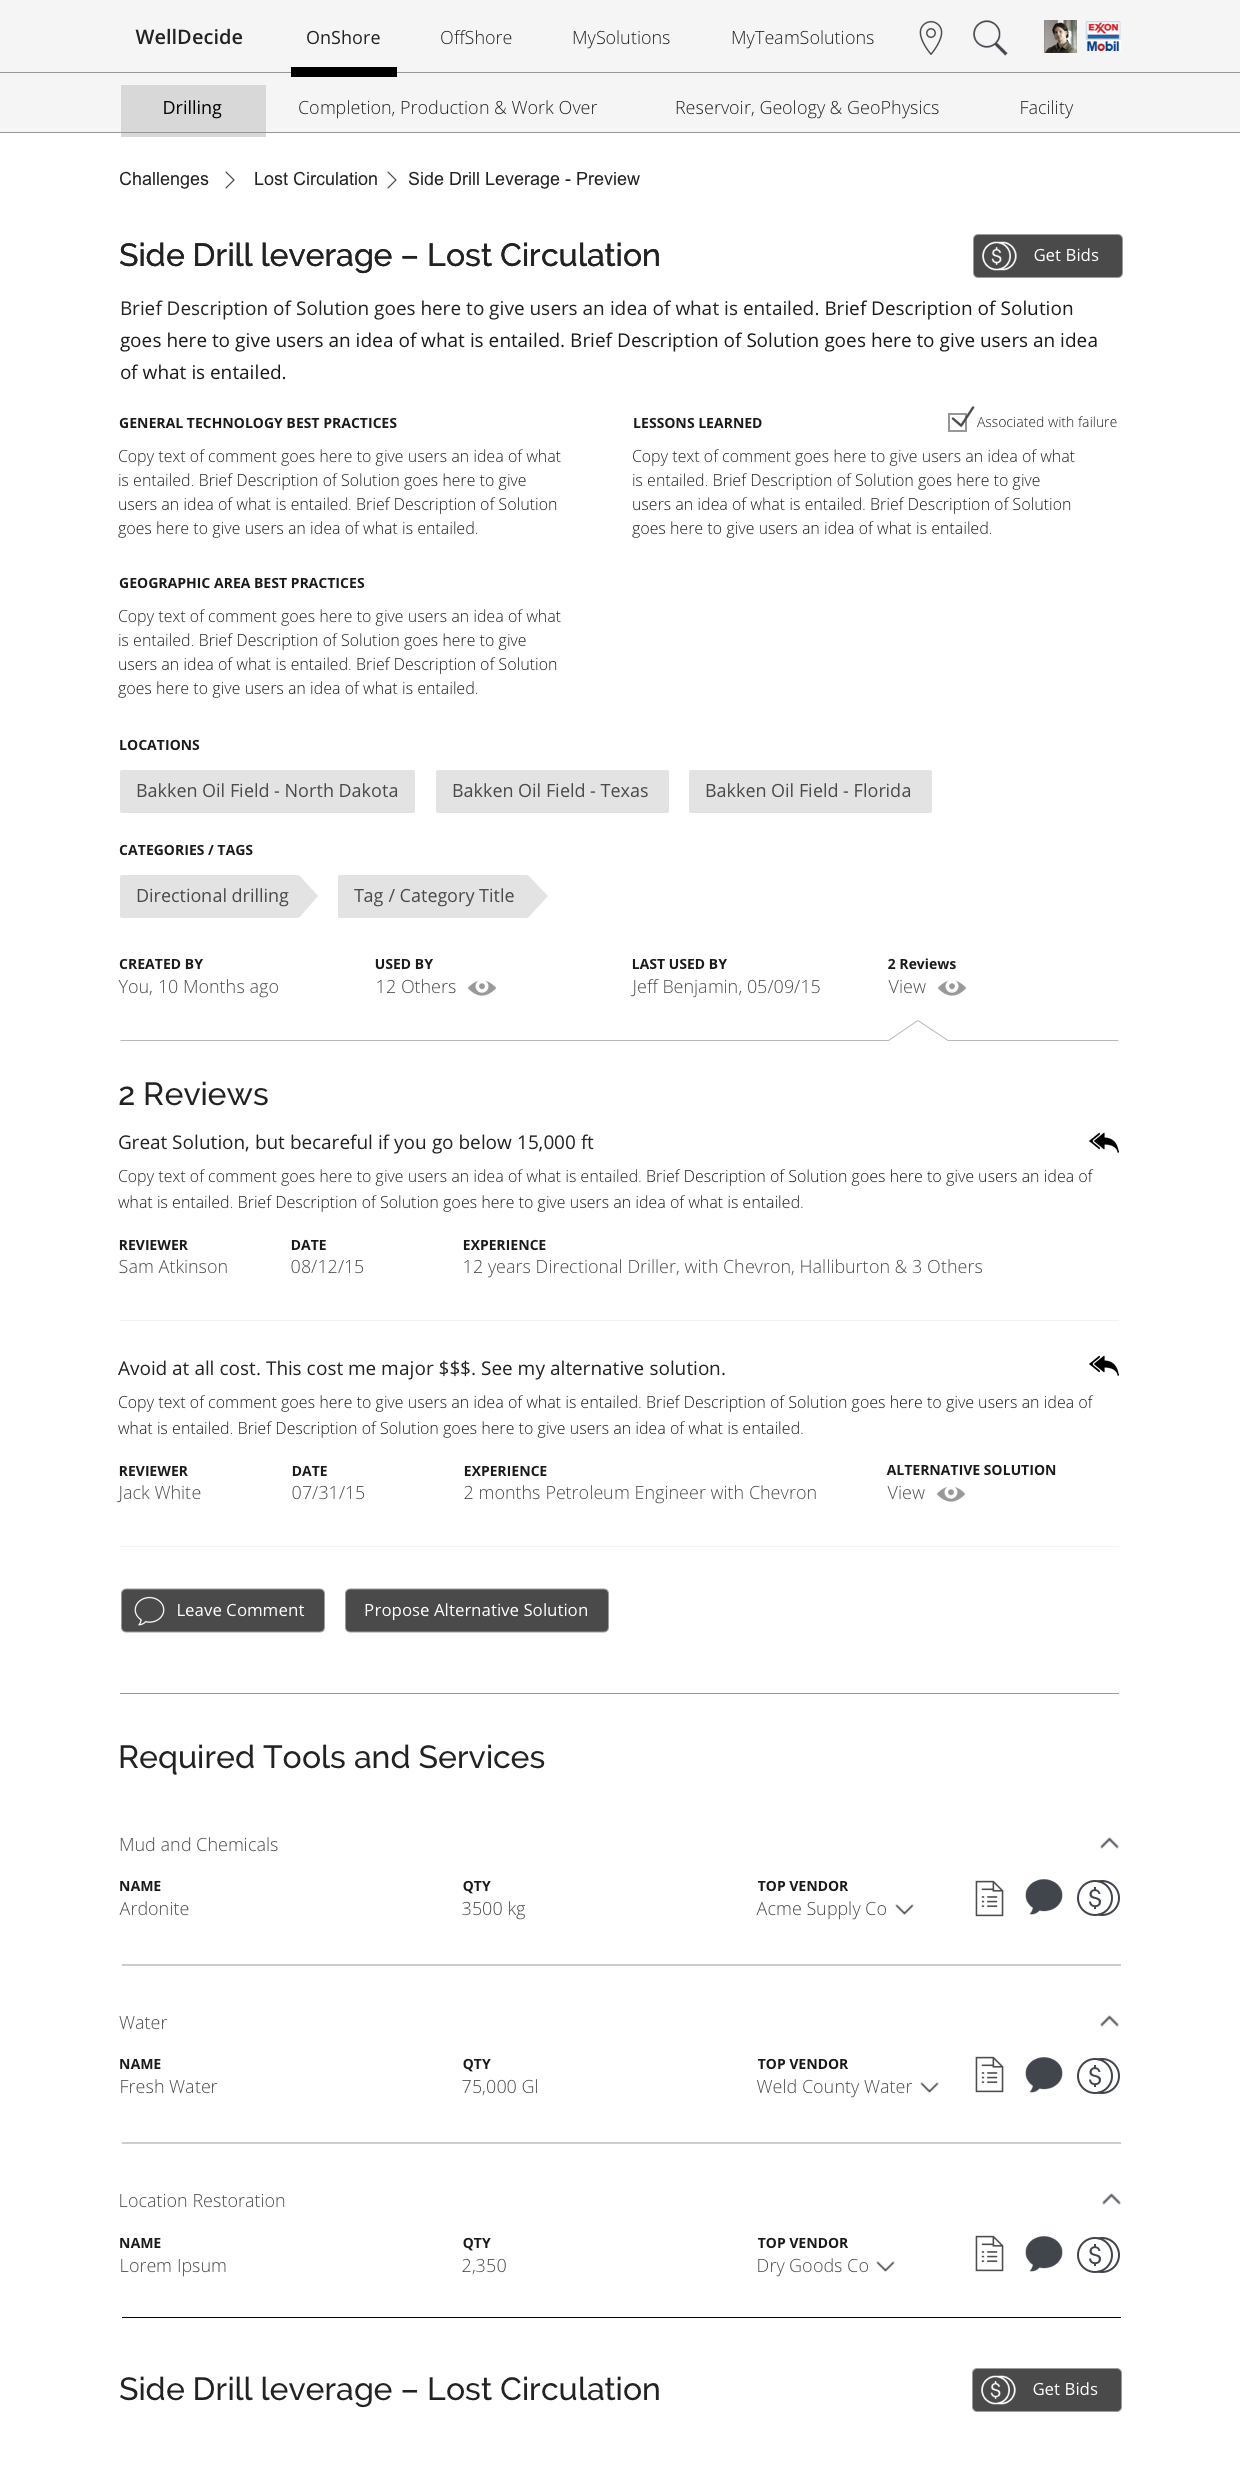 WellDecide OnShore OffShore MySolutions MyTeamSolutions EXXON
Mobil
Drilling Completion, Production & Work Over Reservoir, Geology & GeoPhysics Facility
Challenges Lost Circulation Side Drill Leverage - Preview
Side Drill leverage – Lost Circulation
$ Get Bids
Brief Description of Solution goes here to give users an idea of what is entailed. Brief Description of Solution
goes here to give users an idea of what is entailed. Brief Description of Solution goes here to give users an idea
of what is entailed.
GENERAL TECHNOLOGY BEST PRACTICES
Copy text of comment goes here to give users an idea of what
is entailed. Brief Description of Solution goes here to give
users an idea of what is entailed. Brief Description of Solution
goes here to give users an idea of what is entailed.
LESSONS LEARNED Associated with failure
Copy text of comment goes here to give users an idea of what
is entailed. Brief Description of Solution goes here to give
users an idea of what is entailed. Brief Description of Solution
goes here to give users an idea of what is entailed.
GEOGRAPHIC AREA BEST PRACTICES
Copy text of comment goes here to give users an idea of what
is entailed. Brief Description of Solution goes here to give
users an idea of what is entailed. Brief Description of Solution
goes here to give users an idea of what is entailed.
LOCATIONS
Bakken Oil Field - North Dakota Bakken Oil Field - Texas Bakken Oil Field - Florida
CATEGORIES / TAGS
Directional drilling Tag / Category Title
CREATED BY USED BY LAST USED BY 2 Reviews
You, 10 Months ago 12 Others Jeff Benjamin, 05/09/15 View
2 Reviews
Great Solution, but becareful if you go below 15,000 ft
Copy text of comment goes here to give users an idea of what is entailed. Brief Description of Solution goes here to give users an idea of
what is entailed. Brief Description of Solution goes here to give users an idea of what is entailed.
REVIEWER DATE EXPERIENCE
Sam Atkinson 08/12/15 12 years Directional Driller, with Chevron, Halliburton & 3 Others
Avoid at all cost. This cost me major $$$. See my alternative solution.
Copy text of comment goes here to give users an idea of what is entailed. Brief Description of Solution goes here to give users an idea of
what is entailed. Brief Description of Solution goes here to give users an idea of what is entailed.
REVIEWER DATE EXPERIENCE ALTERNATIVE SOLUTION
Jack White 07/31/15 2 months Petroleum Engineer with Chevron View
Leave Comment Propose Alternative Solution
Required Tools and Services
Mud and Chemicals
NAME QTY TOP VENDOR
Ardonite 3500 kg Acme Supply Co $
Water
NAME QTY TOP VENDOR
Fresh Water 75,000 Gl Weld County Water $
Location Restoration
NAME QTY TOP VENDOR
Lorem Ipsum 2,350 Dry Goods Co $
Side Drill leverage – Lost Circulation $ Get Bids